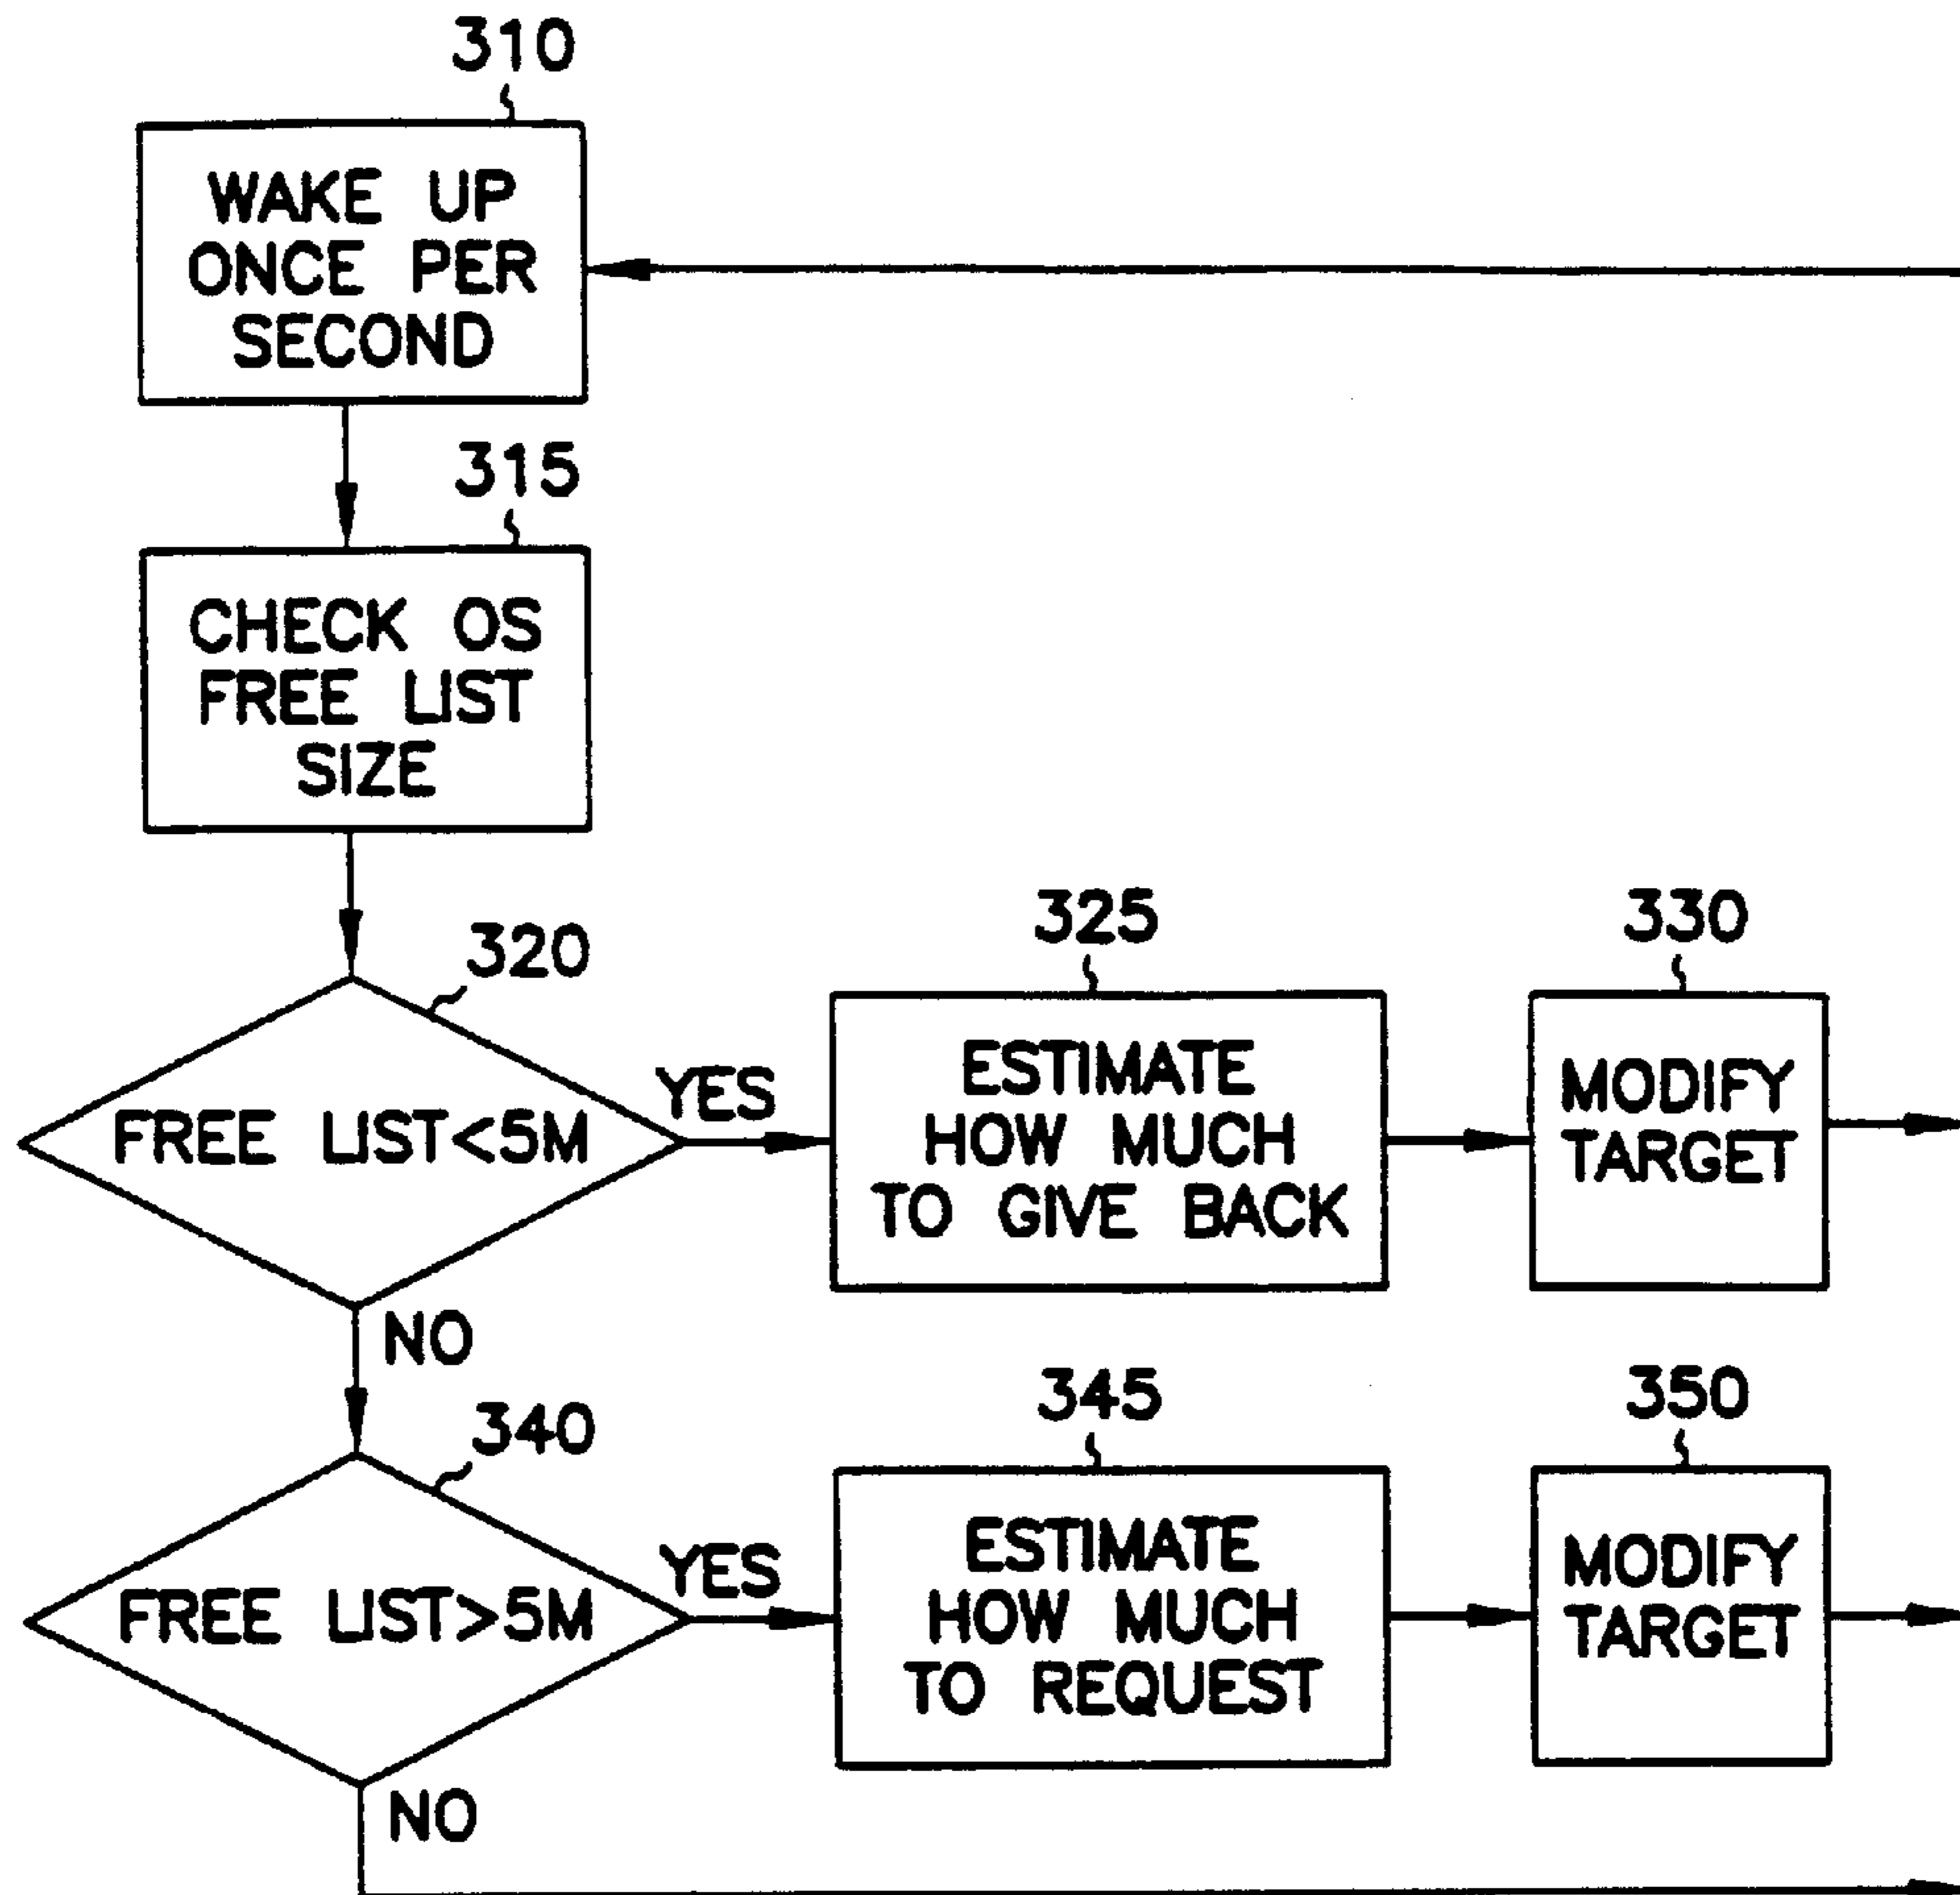 310
WAKE UP
ONCE PER
SECOND
315
CHECK OS
FREE LIST
SIZE
320
FREE LIST<5M
YES
NO
325
ESTIMATE
HOW MUCH
TO GIVE BACK
330
MODIFY
TARGET
340
FREE LIST>5M
YES
NO
345
ESTIMATE
HOW MUCH
TO REQUEST
350
MODIFY
TARGET